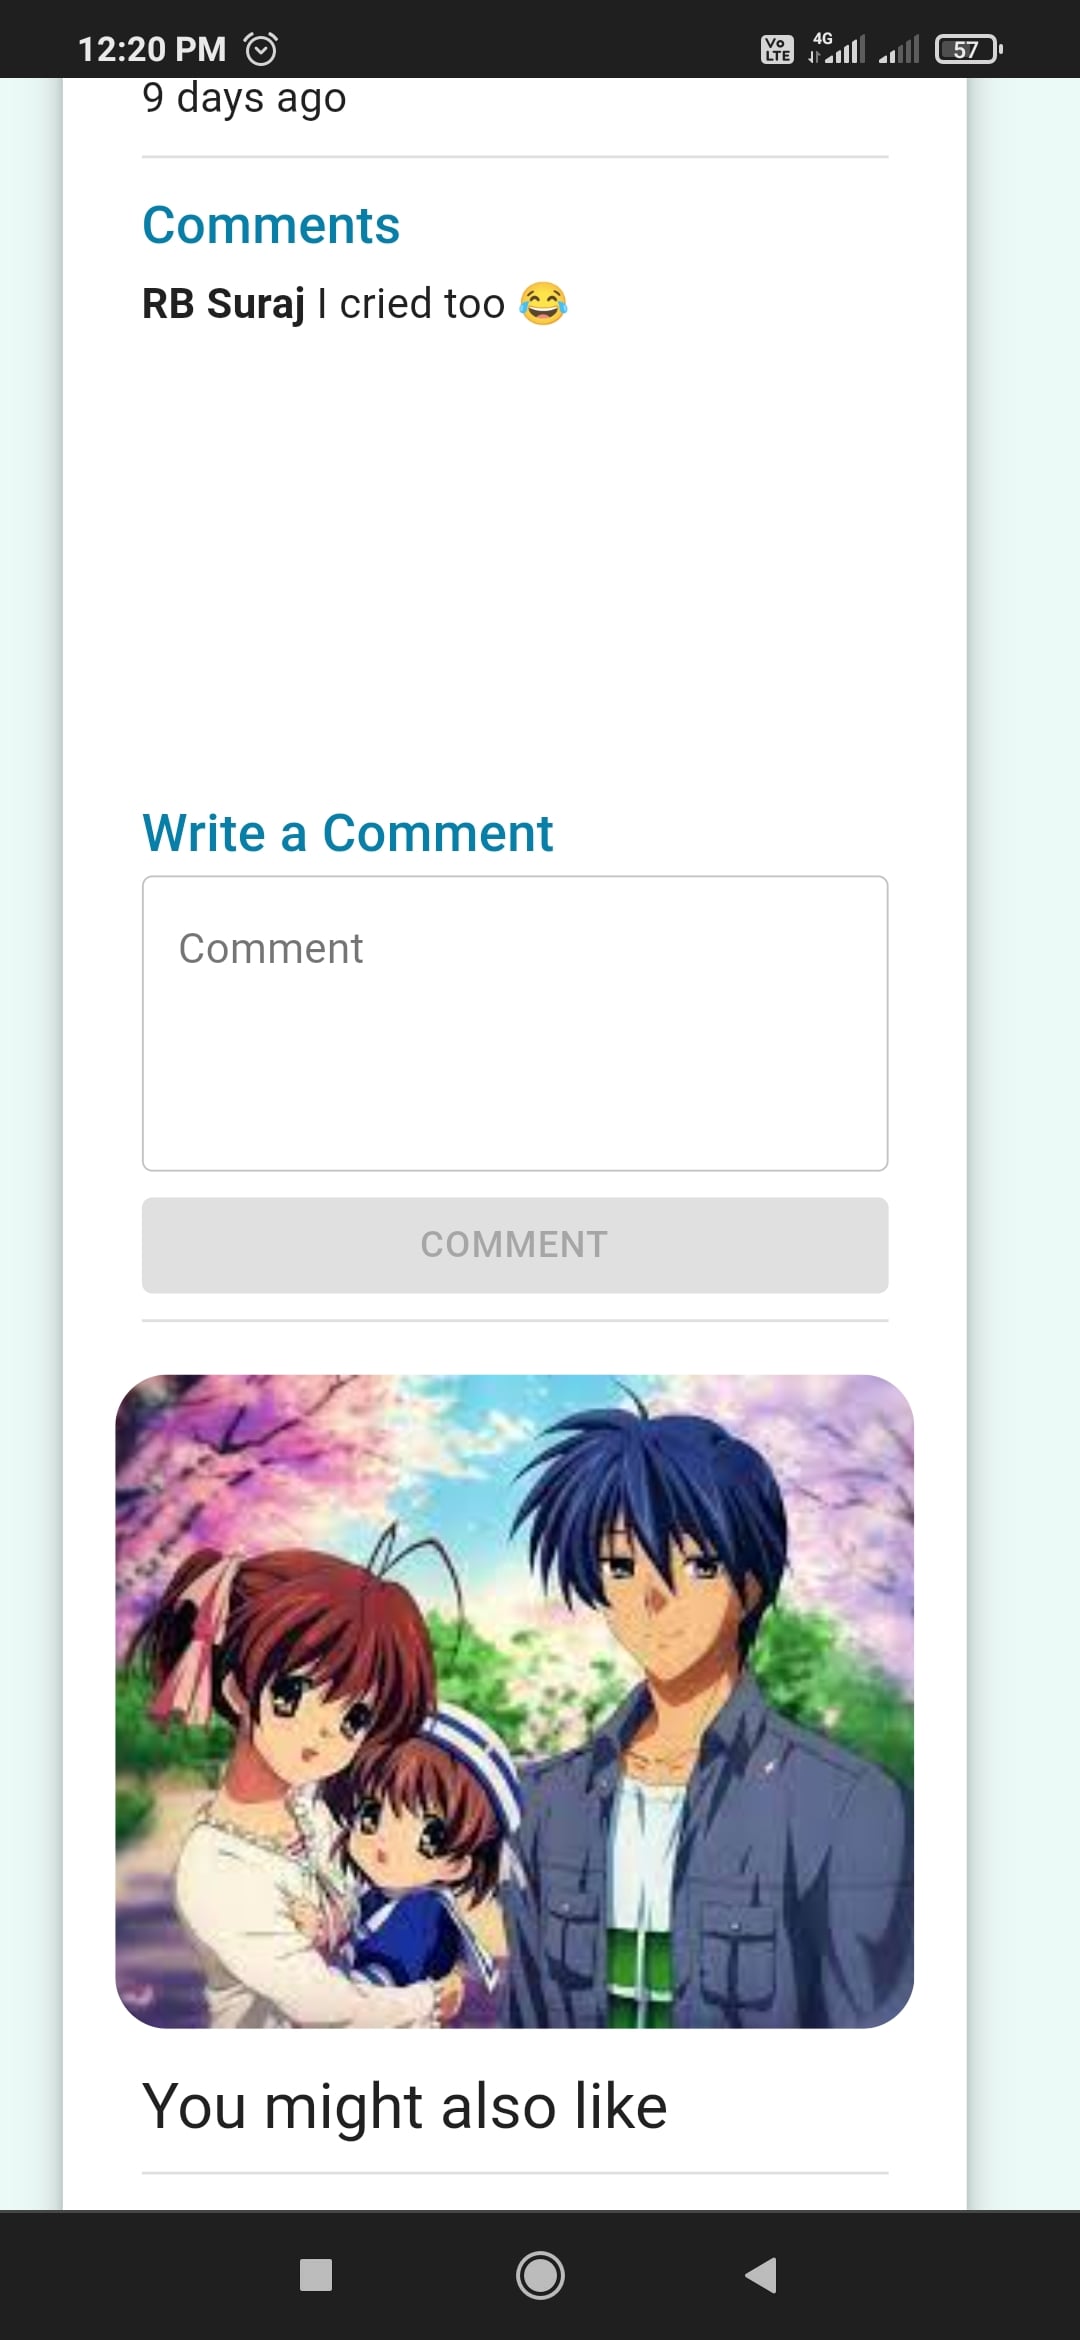 12:20 PM
Vo LTE 4G 57
9 days ago
Comments
RB Suraj I cried too 😂
Write a Comment
Comment
COMMENT
You might also like